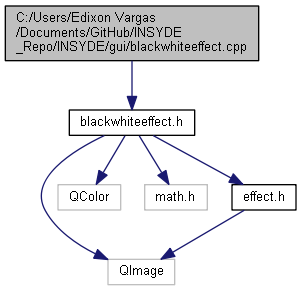 C:/Users/Edixon Vargas
/Documents/GitHub/INSYDE
_Repo/INSYDE/gui/blackwhiteeffect.cpp
blackwhiteeffect.h
QColor
math.h
effect.h
QImage